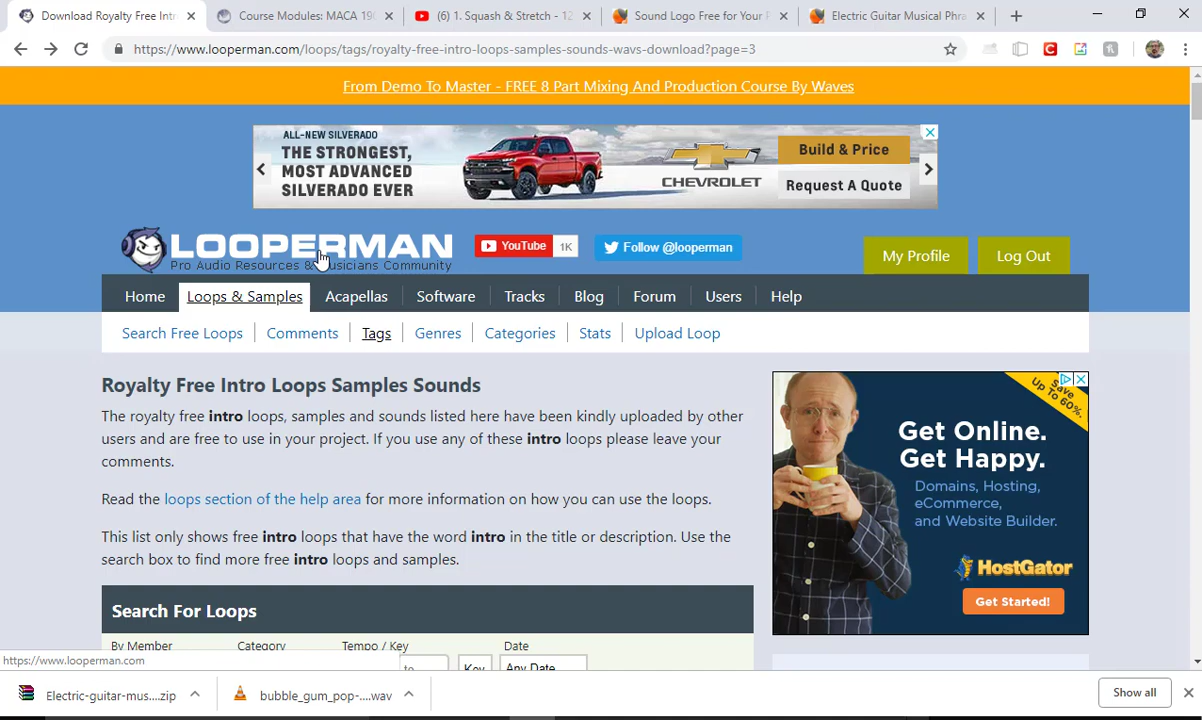 Download Royalty Free Intr
Course Modules: MACA 190
(6) 1. Squash & Stretch - 12
Sound Logo Free for Your P
Electric Guitar Musical Phra
https://www.looperman.com/loops/tags/royalty-free-intro-loops-samples-sounds-wavs-download?page=3
From Demo To Master - FREE 8 Part Mixing And Production Course By Waves
ALL-NEW SILVERADO
THE STRONGEST,
MOST ADVANCED
SILVERADO EVER
CHEVROLET
Build & Price
Request A Quote
LOOPERMAN
Pro Audio Resources & Musicians Community
YouTube 1K
Follow @looperman
My Profile
Log Out
Home Loops & Samples Acapellas Software Tracks Blog Forum Users Help
Search Free Loops Comments Tags Genres Categories Stats Upload Loop
Royalty Free Intro Loops Samples Sounds
The royalty free intro loops, samples and sounds listed here have been kindly uploaded by other
users and are free to use in your project. If you use any of these intro loops please leave your
comments.
Read the loops section of the help area for more information on how you can use the loops.
This list only shows free intro loops that have the word intro in the title or description. Use the
search box to find more free intro loops and samples.
Save
Up To 60%.
Get Online.
Get Happy.
Domains, Hosting,
eCommerce,
and Website Builder.
HostGator
Get Started!
Search For Loops
By Member Category Tempo / Key Date
to Key Any Date
https://www.looperman.com
Electric-guitar-mus....zip
bubble_gum_pop-....wav
Show all